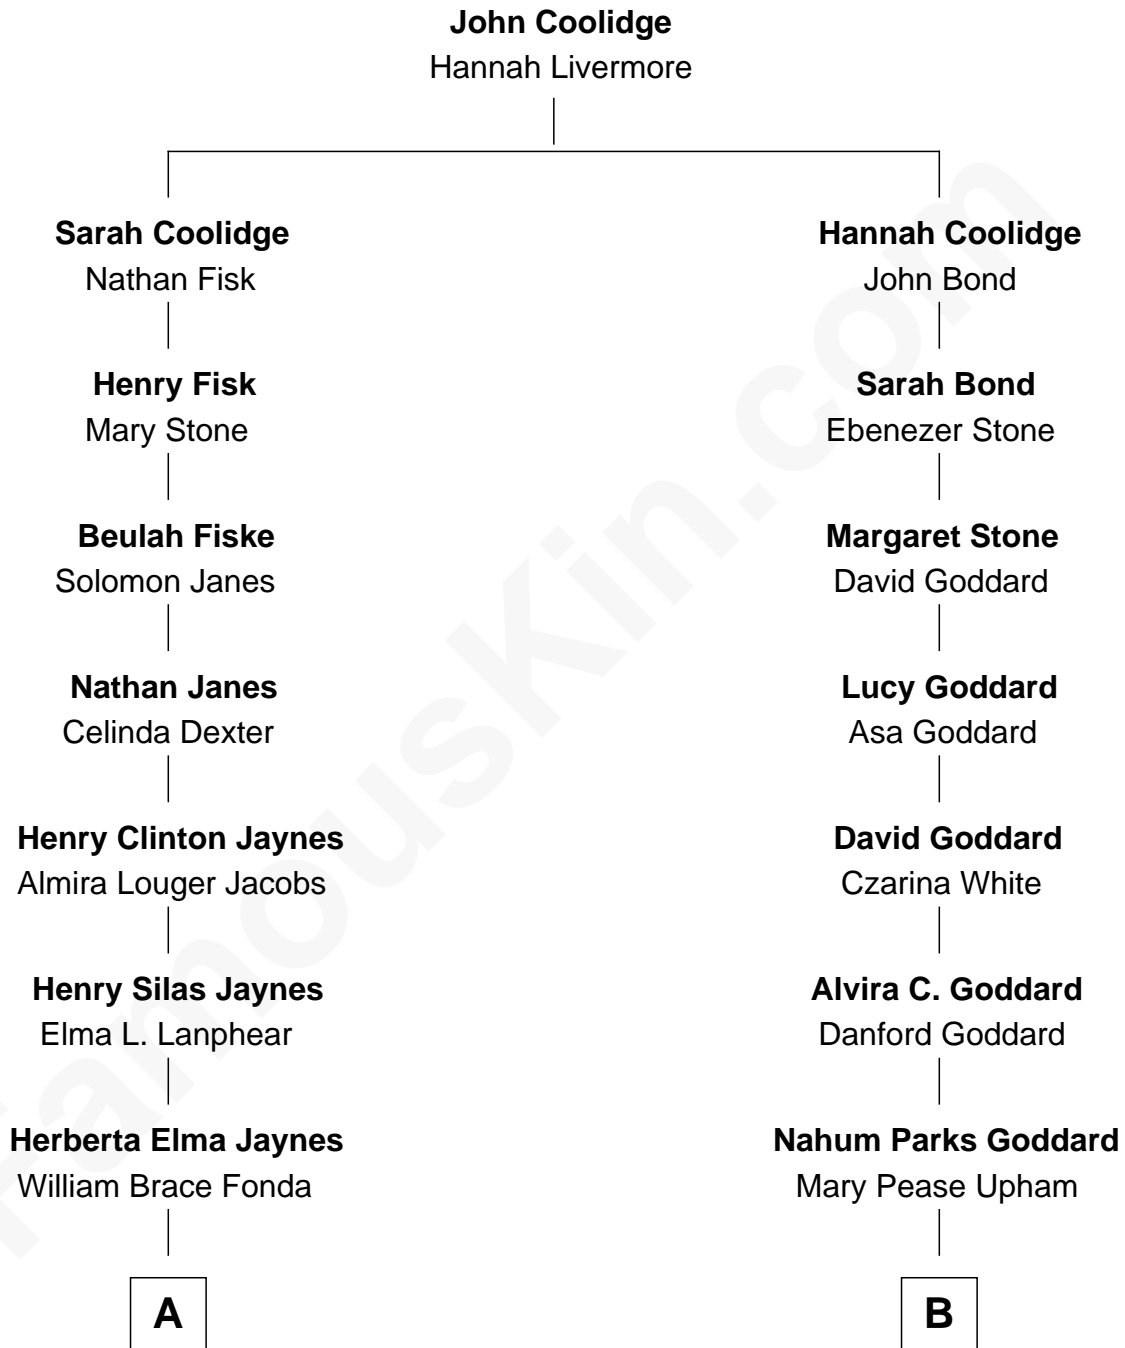 John Coolidge
Hannah Livermore
Sarah Coolidge
Nathan Fisk
Hannah Coolidge
John Bond
Henry Fisk
Mary Stone
Sarah Bond
Ebenezer Stone
Beulah Fiske
Solomon Janes
Margaret Stone
David Goddard
Nathan Janes
Celinda Dexter
Lucy Goddard
Asa Goddard
Henry Clinton Jaynes
Almira Louger Jacobs
David Goddard
Czarina White
Henry Silas Jaynes
Elma L. Lanphear
Alvira C. Goddard
Danford Goddard
Herberta Elma Jaynes
William Brace Fonda
Nahum Parks Goddard
Mary Pease Upham
A
B
FamousKin.com